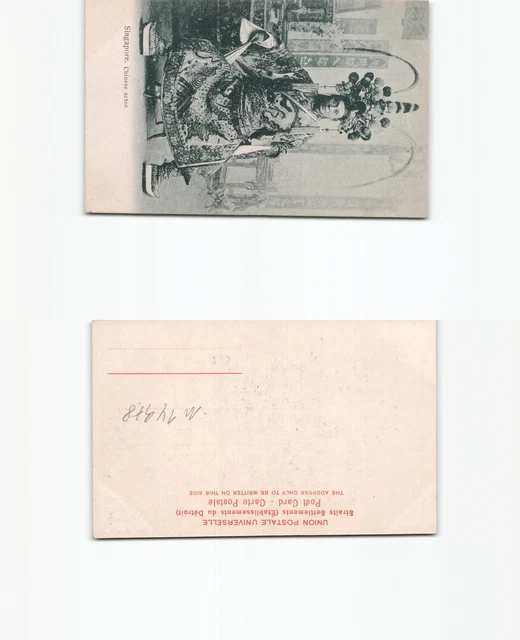 Singapore. Chinese actor
UNION POSTALE UNIVERSELLE
Straits Settlements (Établissements du Détroit)
Post Card - Carte Postale
THE ADDRESS ONLY TO BE WRITTEN ON THIS SIDE